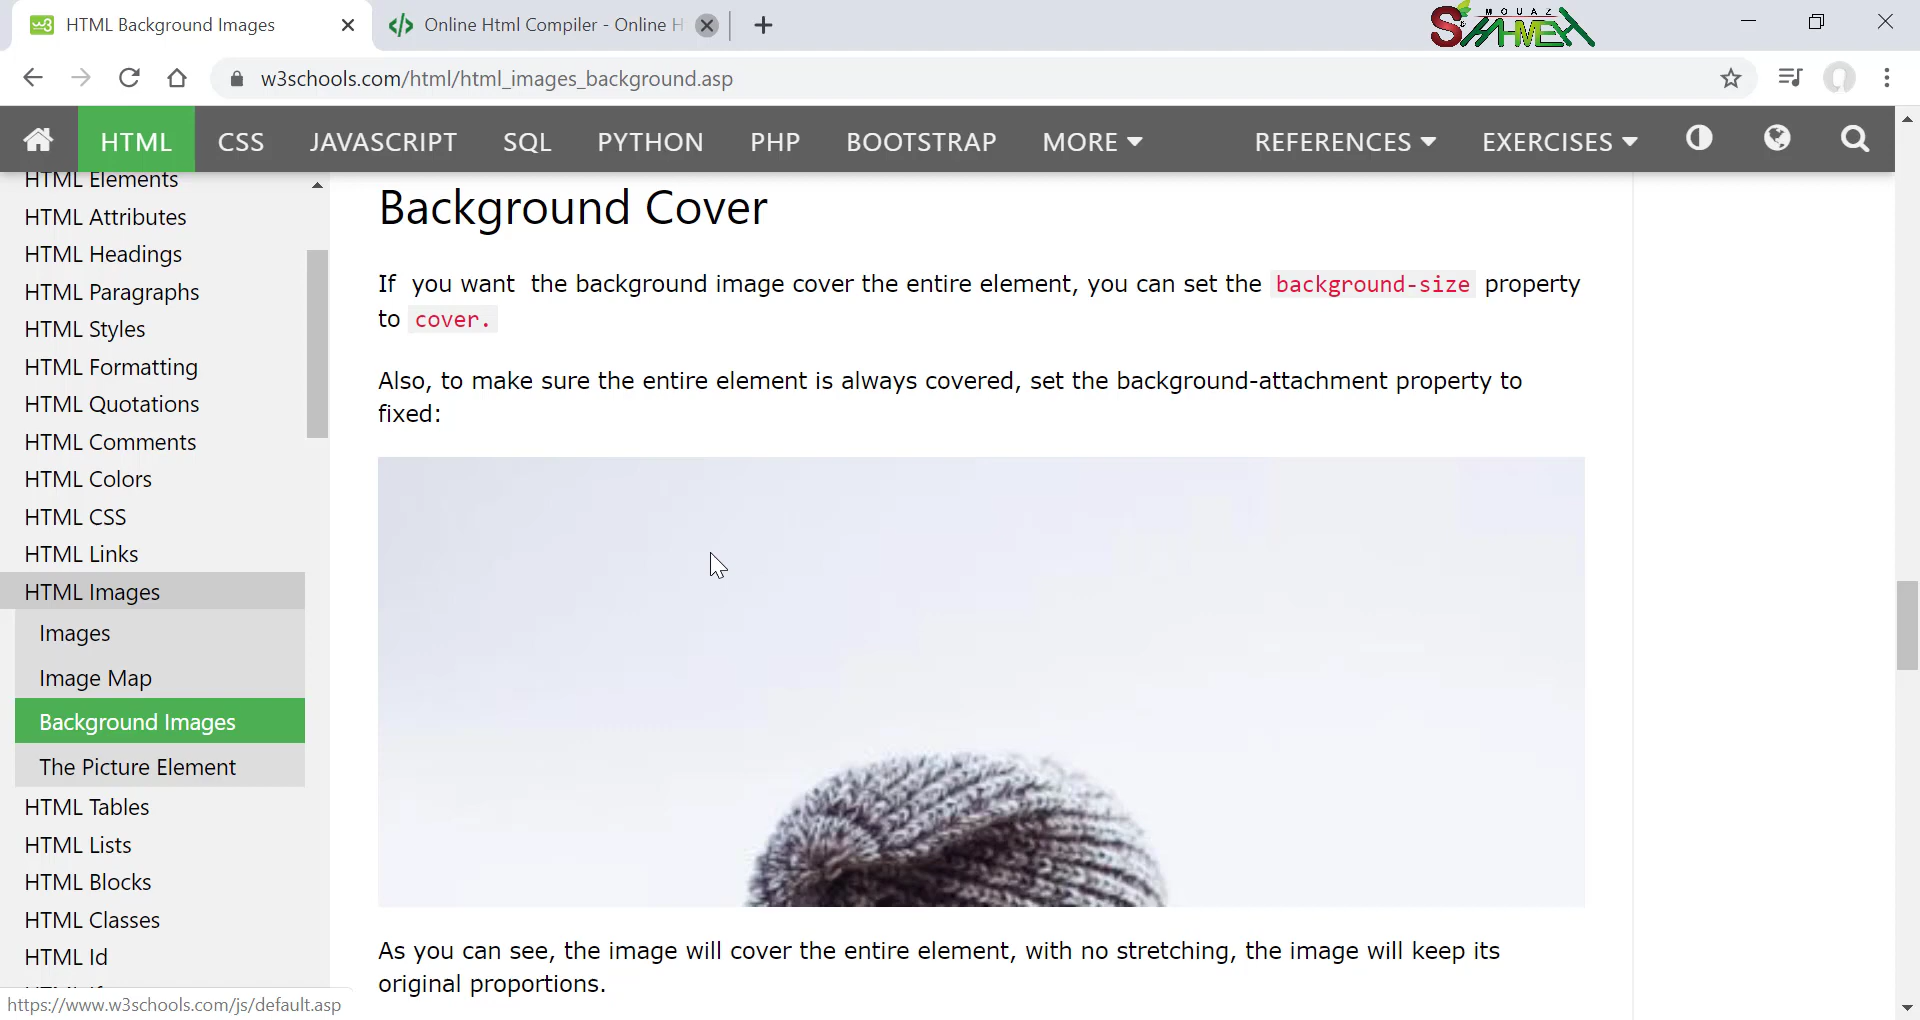 HTML Background Images
Online Html Compiler - Online H
MOUAZ
w3schools.com/html/html_images_background.asp
HTML CSS JAVASCRIPT SQL PYTHON PHP BOOTSTRAP MORE REFERENCES EXERCISES
HTML Elements
HTML Attributes
HTML Headings
HTML Paragraphs
HTML Styles
HTML Formatting
HTML Quotations
HTML Comments
HTML Colors
HTML CSS
HTML Links
HTML Images
Images
Image Map
Background Images
The Picture Element
HTML Tables
HTML Lists
HTML Blocks
HTML Classes
HTML Id
https://www.w3schools.com/js/default.asp
Background Cover
If you want the background image cover the entire element, you can set the background-size property
to cover.
Also, to make sure the entire element is always covered, set the background-attachment property to
fixed:
As you can see, the image will cover the entire element, with no stretching, the image will keep its
original proportions.